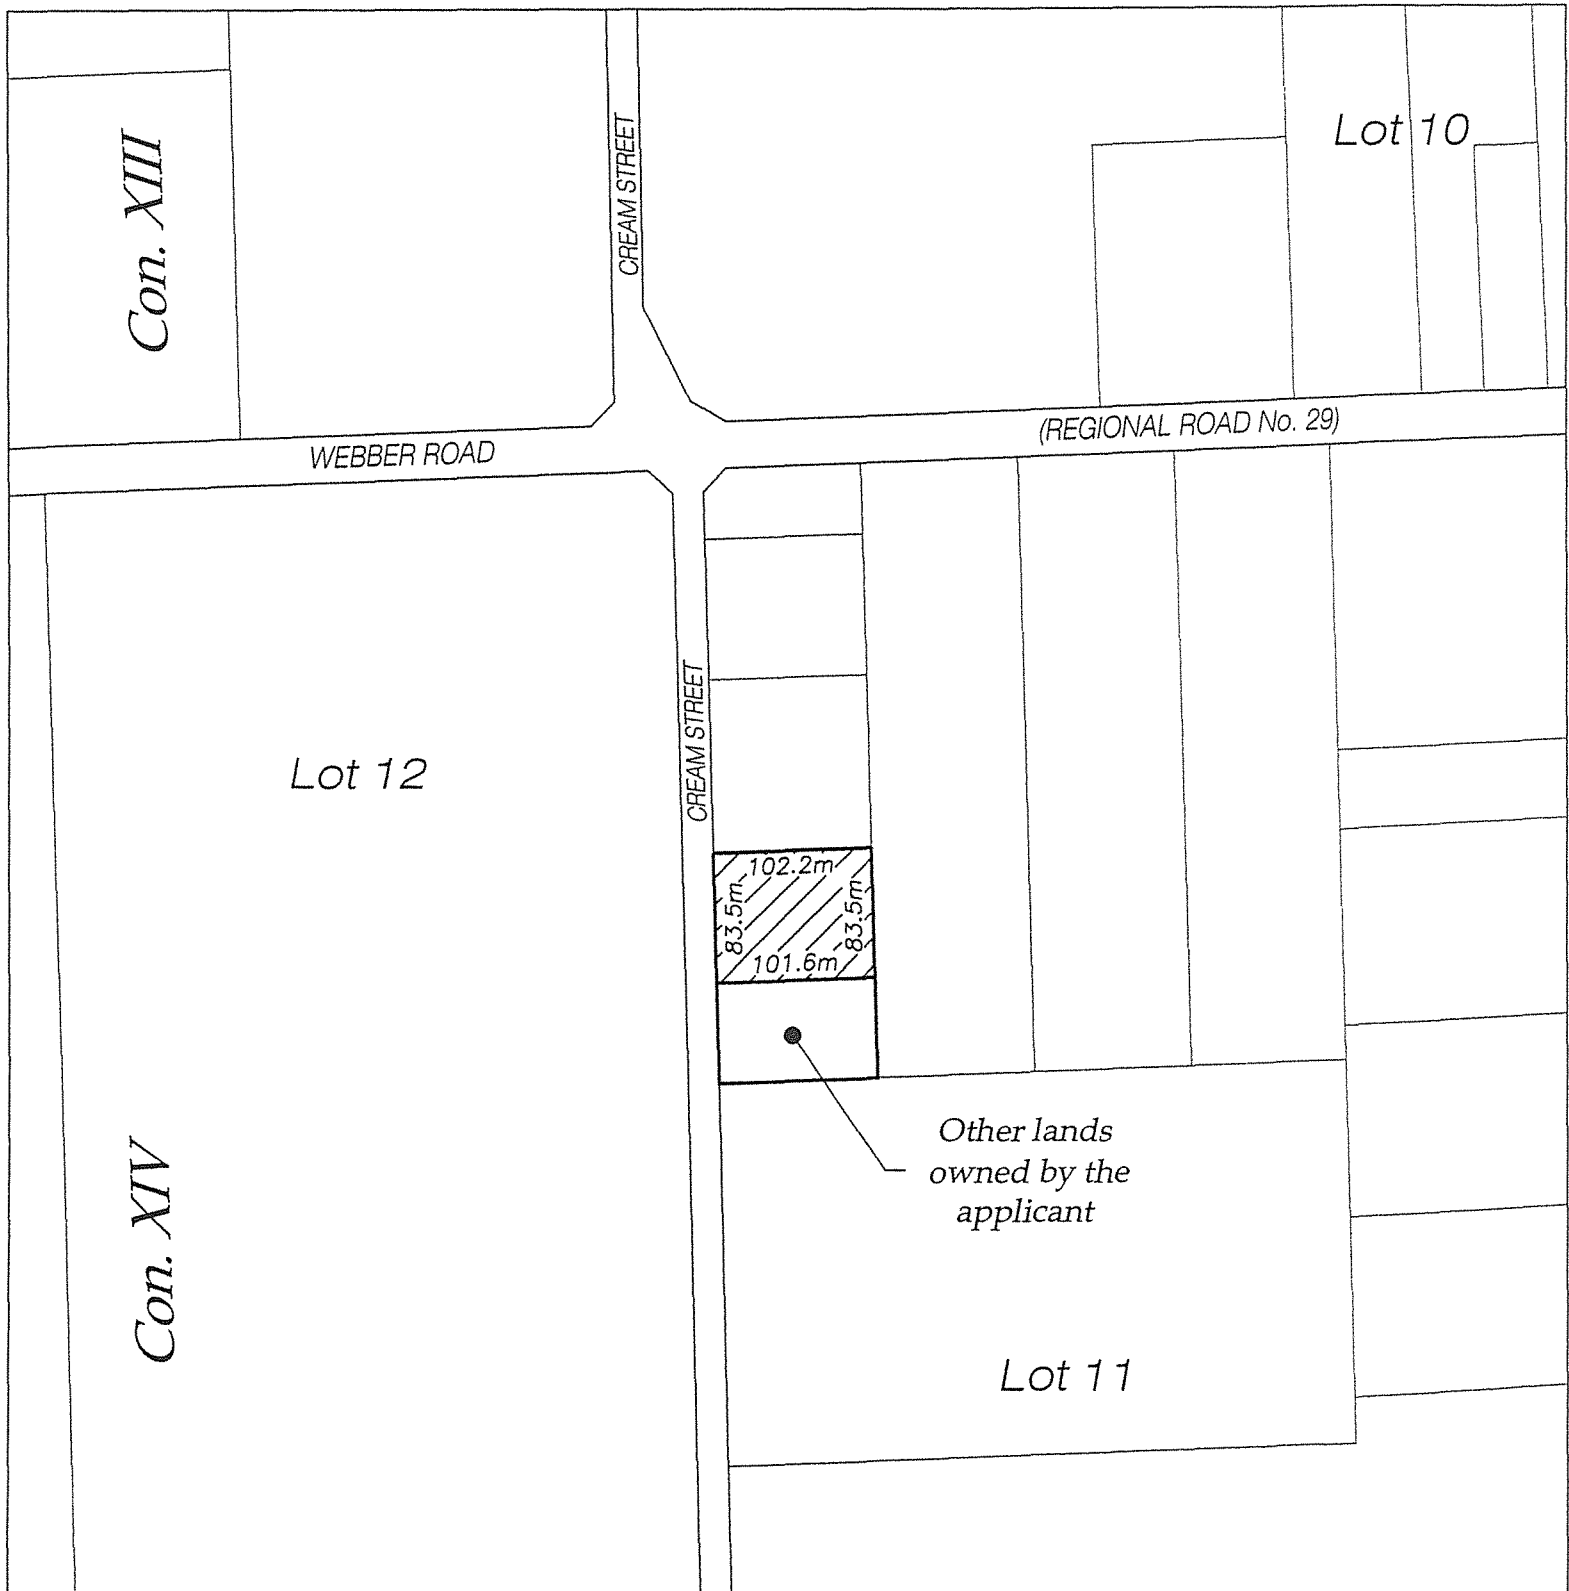 Con. XIII
CREAM STREET
Lot 10
WEBBER ROAD
(REGIONAL ROAD No. 29)
CREAM STREET
Lot 12
102.2m
83.5m
83.5m
101.6m
Other lands
owned by the
applicant
Con. XIV
Lot 11